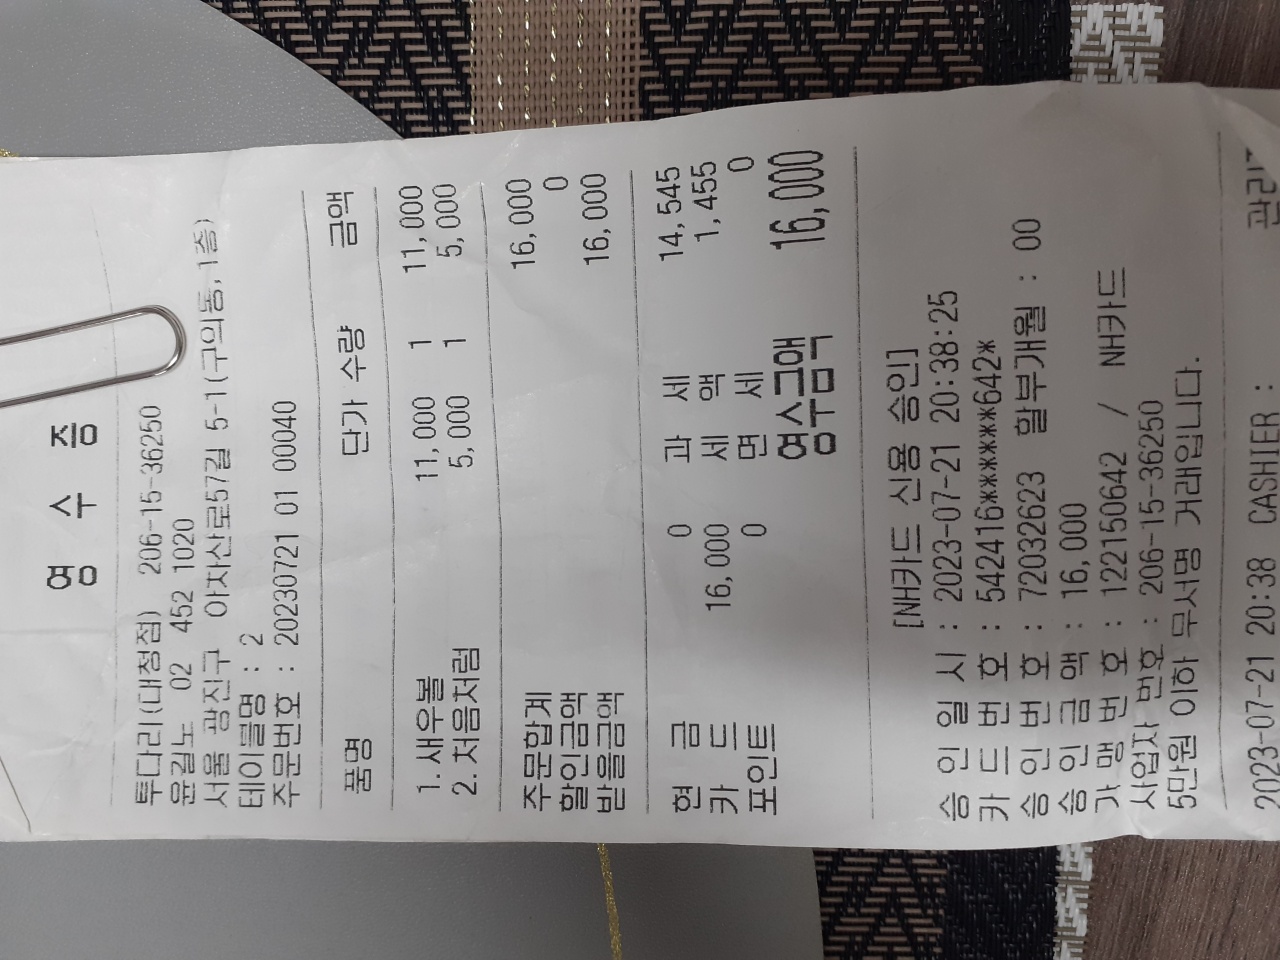 영 수 증
투다리(대청점) 206-15-36250
윤길노 02 452 1020
서울 광진구 아차산로57길 5-1(구의동, 1층)
테이블명 : 2
주문번호 : 20230721 01 00040
품명 단가 수량 금액
1. 새우볼 11,000 1 11,000
2. 처음처럼 5,000 1 5,000
주문합계 16,000
할인금액 0
받을금액 16,000
현 금 0 과 세 14,545
카 드 16,000 세 액 1,455
포인트 0 면 세 0
영수금액 16,000
[NH카드 신용 승인]
승 인 일 시 : 2023-07-21 20:38:25
카 드 번 호 : 542416******642*
승 인 번 호 : 72032623 할부개월 : 00
승 인 금 액 : 16,000
가 맹 번 호 : 122150642 / NH카드
사업자 번호 : 206-15-36250
5만원 이하 무서명 거래입니다.
2023-07-21 20:38 CASHIER :